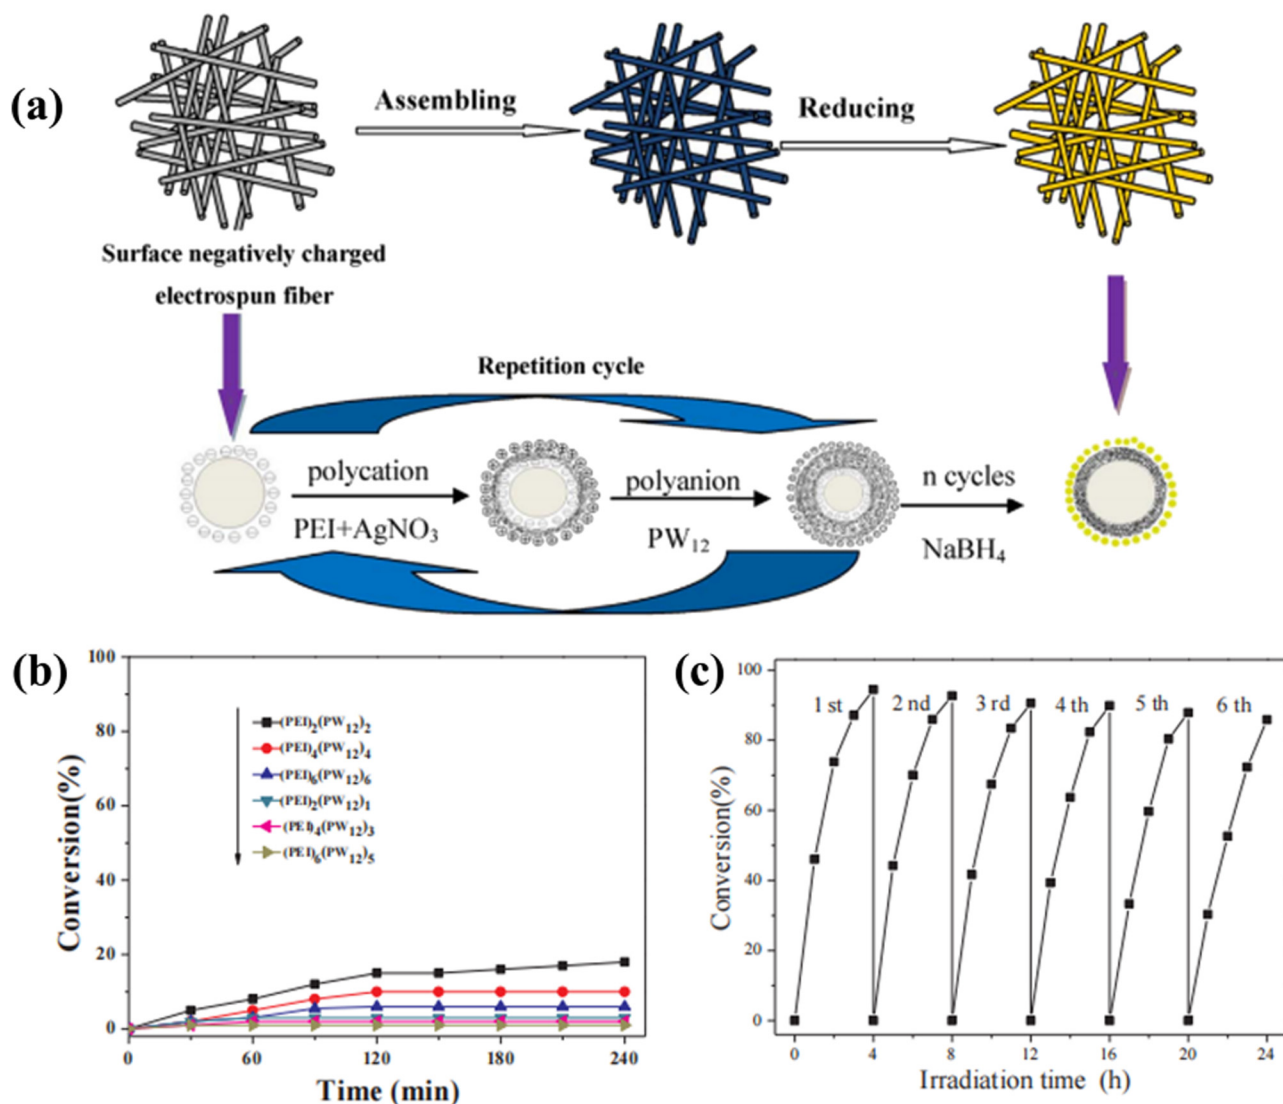 (a)
Assembling
Reducing
Surface negatively charged
electrospun fiber
Repetition cycle
polycation
PEI+AgNO₃
polyanion
PW₁₂
n cycles
NaBH₄
(b)
Conversion(%)
100
80
60
40
20
0
(PEI)₂(PW₁₂)₂
(PEI)₄(PW₁₂)₄
(PEI)₆(PW₁₂)₆
(PEI)₂(PW₁₂)₁
(PEI)₄(PW₁₂)₃
(PEI)₆(PW₁₂)₅
0 60 120 180 240
Time (min)
(c)
Conversion(%)
100
80
60
40
20
0
1 st 2 nd 3 rd 4 th 5 th 6 th
0 4 8 12 16 20 24
Irradiation time (h)